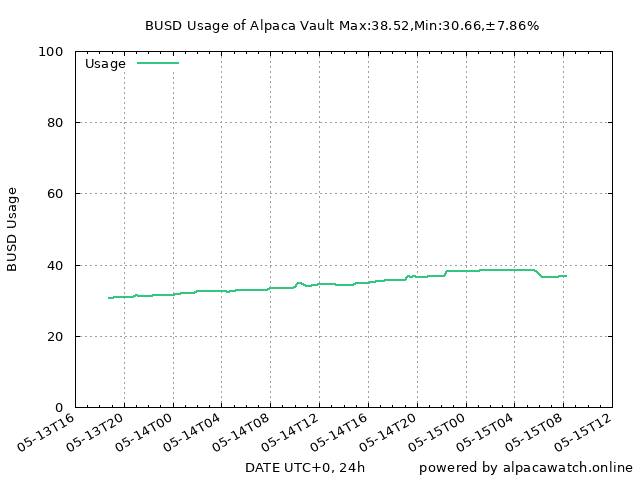 BUSD Usage of Alpaca Vault Max:38.52,Min:30.66,±7.86%
Usage
BUSD Usage
100
80
60
40
20
0
05-13T16
05-13T20
05-14T00
05-14T04
05-14T08
05-14T12
05-14T16
05-14T20
05-15T00
05-15T04
05-15T08
05-15T12
DATE UTC+0, 24h
powered by alpacawatch.online